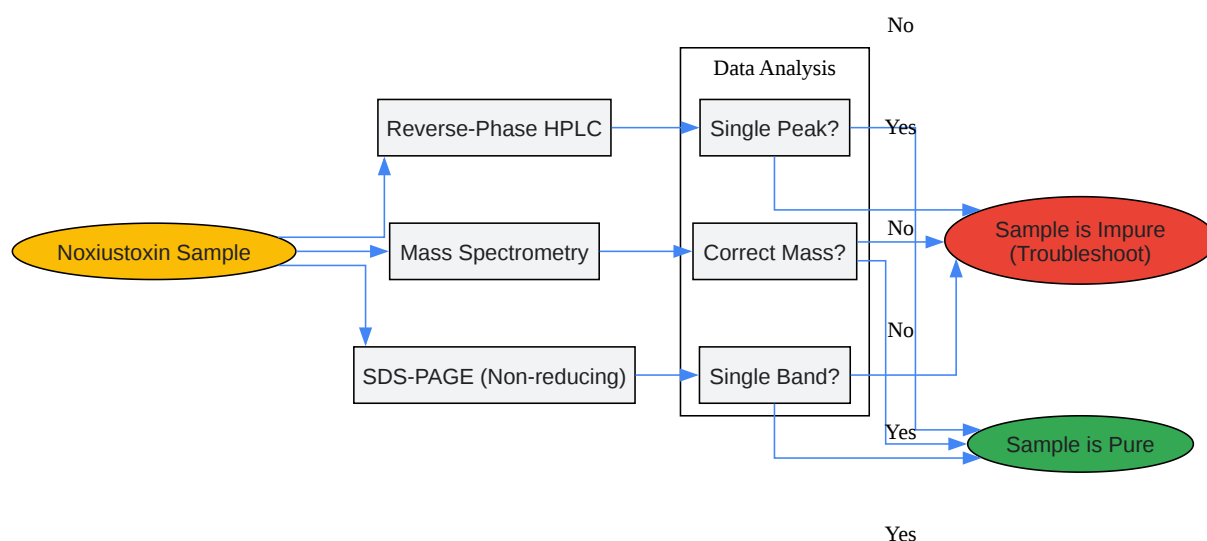 No
Data Analysis
Reverse-Phase HPLC
Single Peak?
Yes
Noxiustoxin Sample
Mass Spectrometry
Correct Mass?
No
Sample is Impure
(Troubleshoot)
No
SDS-PAGE (Non-reducing)
Single Band?
Yes
Sample is Pure
Yes